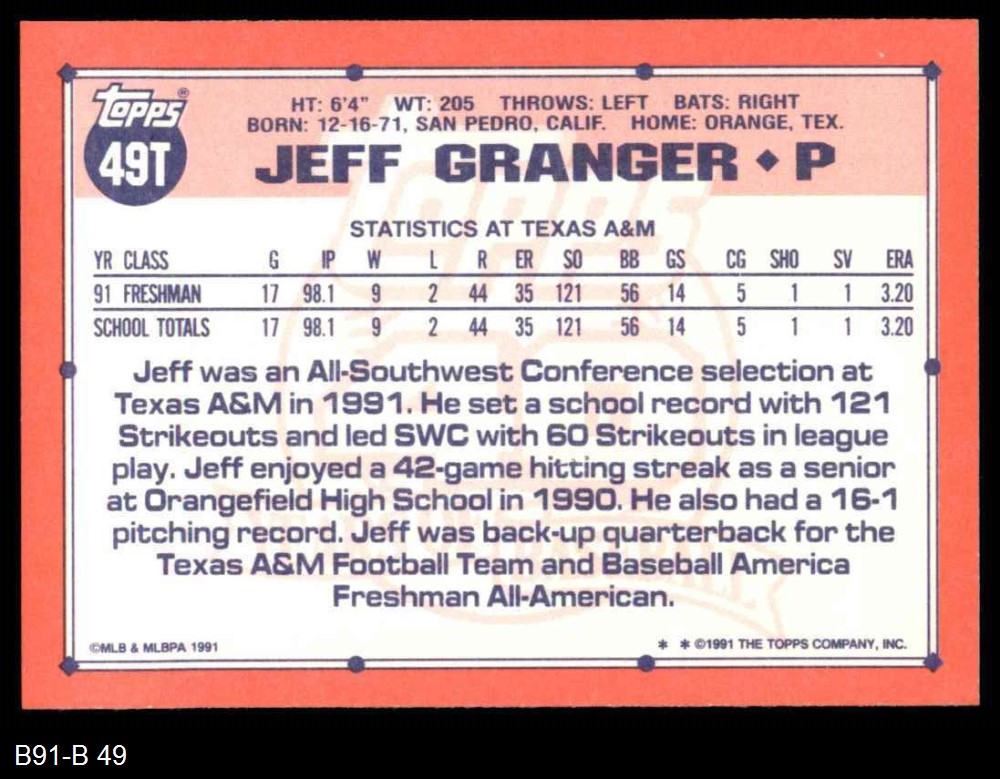 TOPPS®
49T
HT: 6'4" WT: 205 THROWS: LEFT BATS: RIGHT
BORN: 12-16-71, SAN PEDRO, CALIF. HOME: ORANGE, TEX.
JEFF GRANGER ♦ P
STATISTICS AT TEXAS A&M
YR CLASS G IP W L R ER SO BB GS CG SHO SV ERA
91 FRESHMAN 17 98.1 9 2 44 35 121 56 14 5 1 1 3.20
SCHOOL TOTALS 17 98.1 9 2 44 35 121 56 14 5 1 1 3.20
Jeff was an All-Southwest Conference selection at
Texas A&M in 1991. He set a school record with 121
Strikeouts and led SWC with 60 Strikeouts in league
play. Jeff enjoyed a 42-game hitting streak as a senior
at Orangefield High School in 1990. He also had a 16-1
pitching record. Jeff was back-up quarterback for the
Texas A&M Football Team and Baseball America
Freshman All-American.
©MLB & MLBPA 1991 * * ©1991 THE TOPPS COMPANY, INC.
B91-B 49